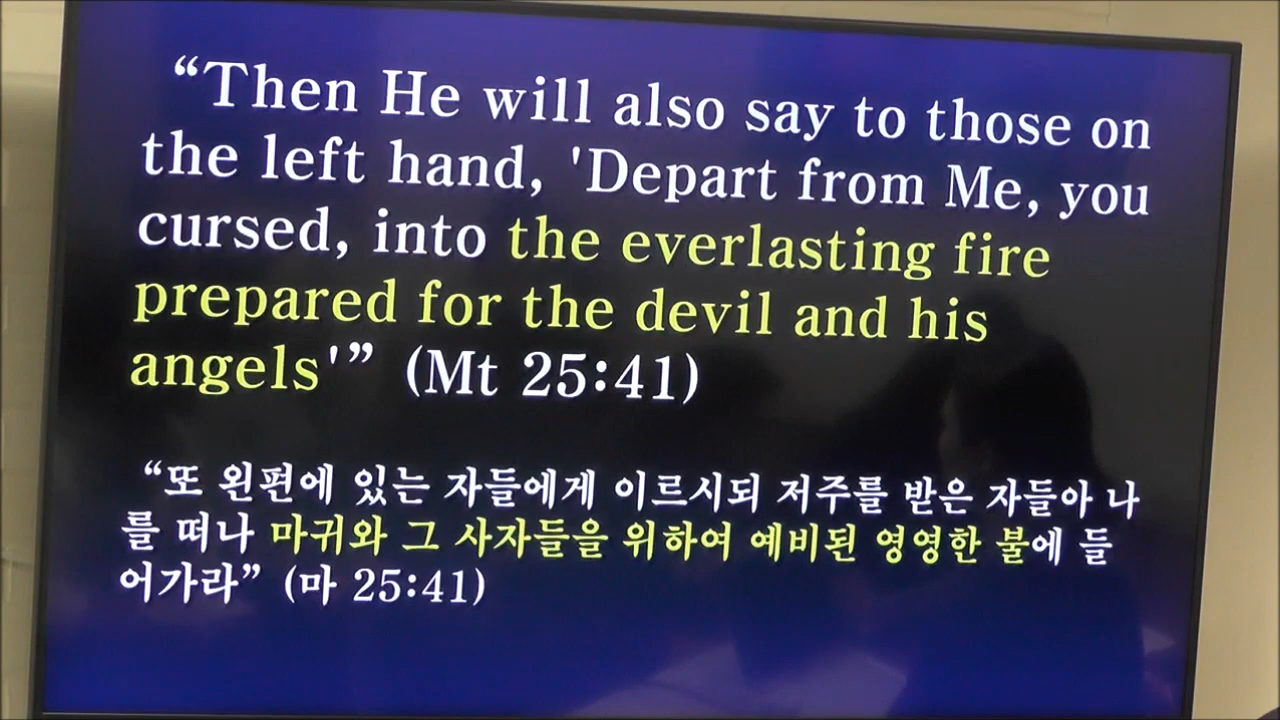 “Then He will also say to those on
the left hand, 'Depart from Me, you
cursed, into the everlasting fire
prepared for the devil and his
angels'” (Mt 25:41)
“또 왼편에 있는 자들에게 이르시되 저주를 받은 자들아 나
를 떠나 마귀와 그 사자들을 위하여 예비된 영영한 불에 들
어가라” (마 25:41)